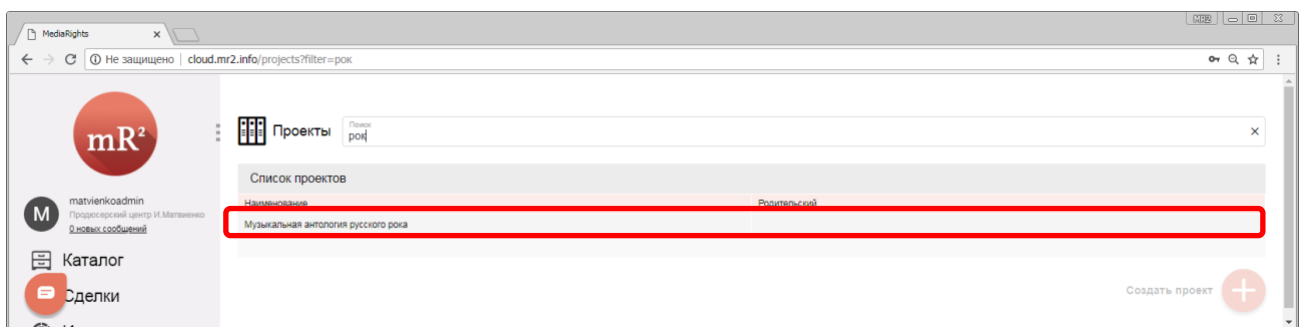 MR2
MediaRights
Не защищено | cloud.mr2.info/projects?filter=рок
mR²
Проекты
Поиск
рок
Список проектов
Наименование Родительский
Музыкальная антология русского рока
M
matvienkoadmin
Продюсерский центр И.Матвиенко
0 новых сообщений
Каталог
Сделки
Создать проект